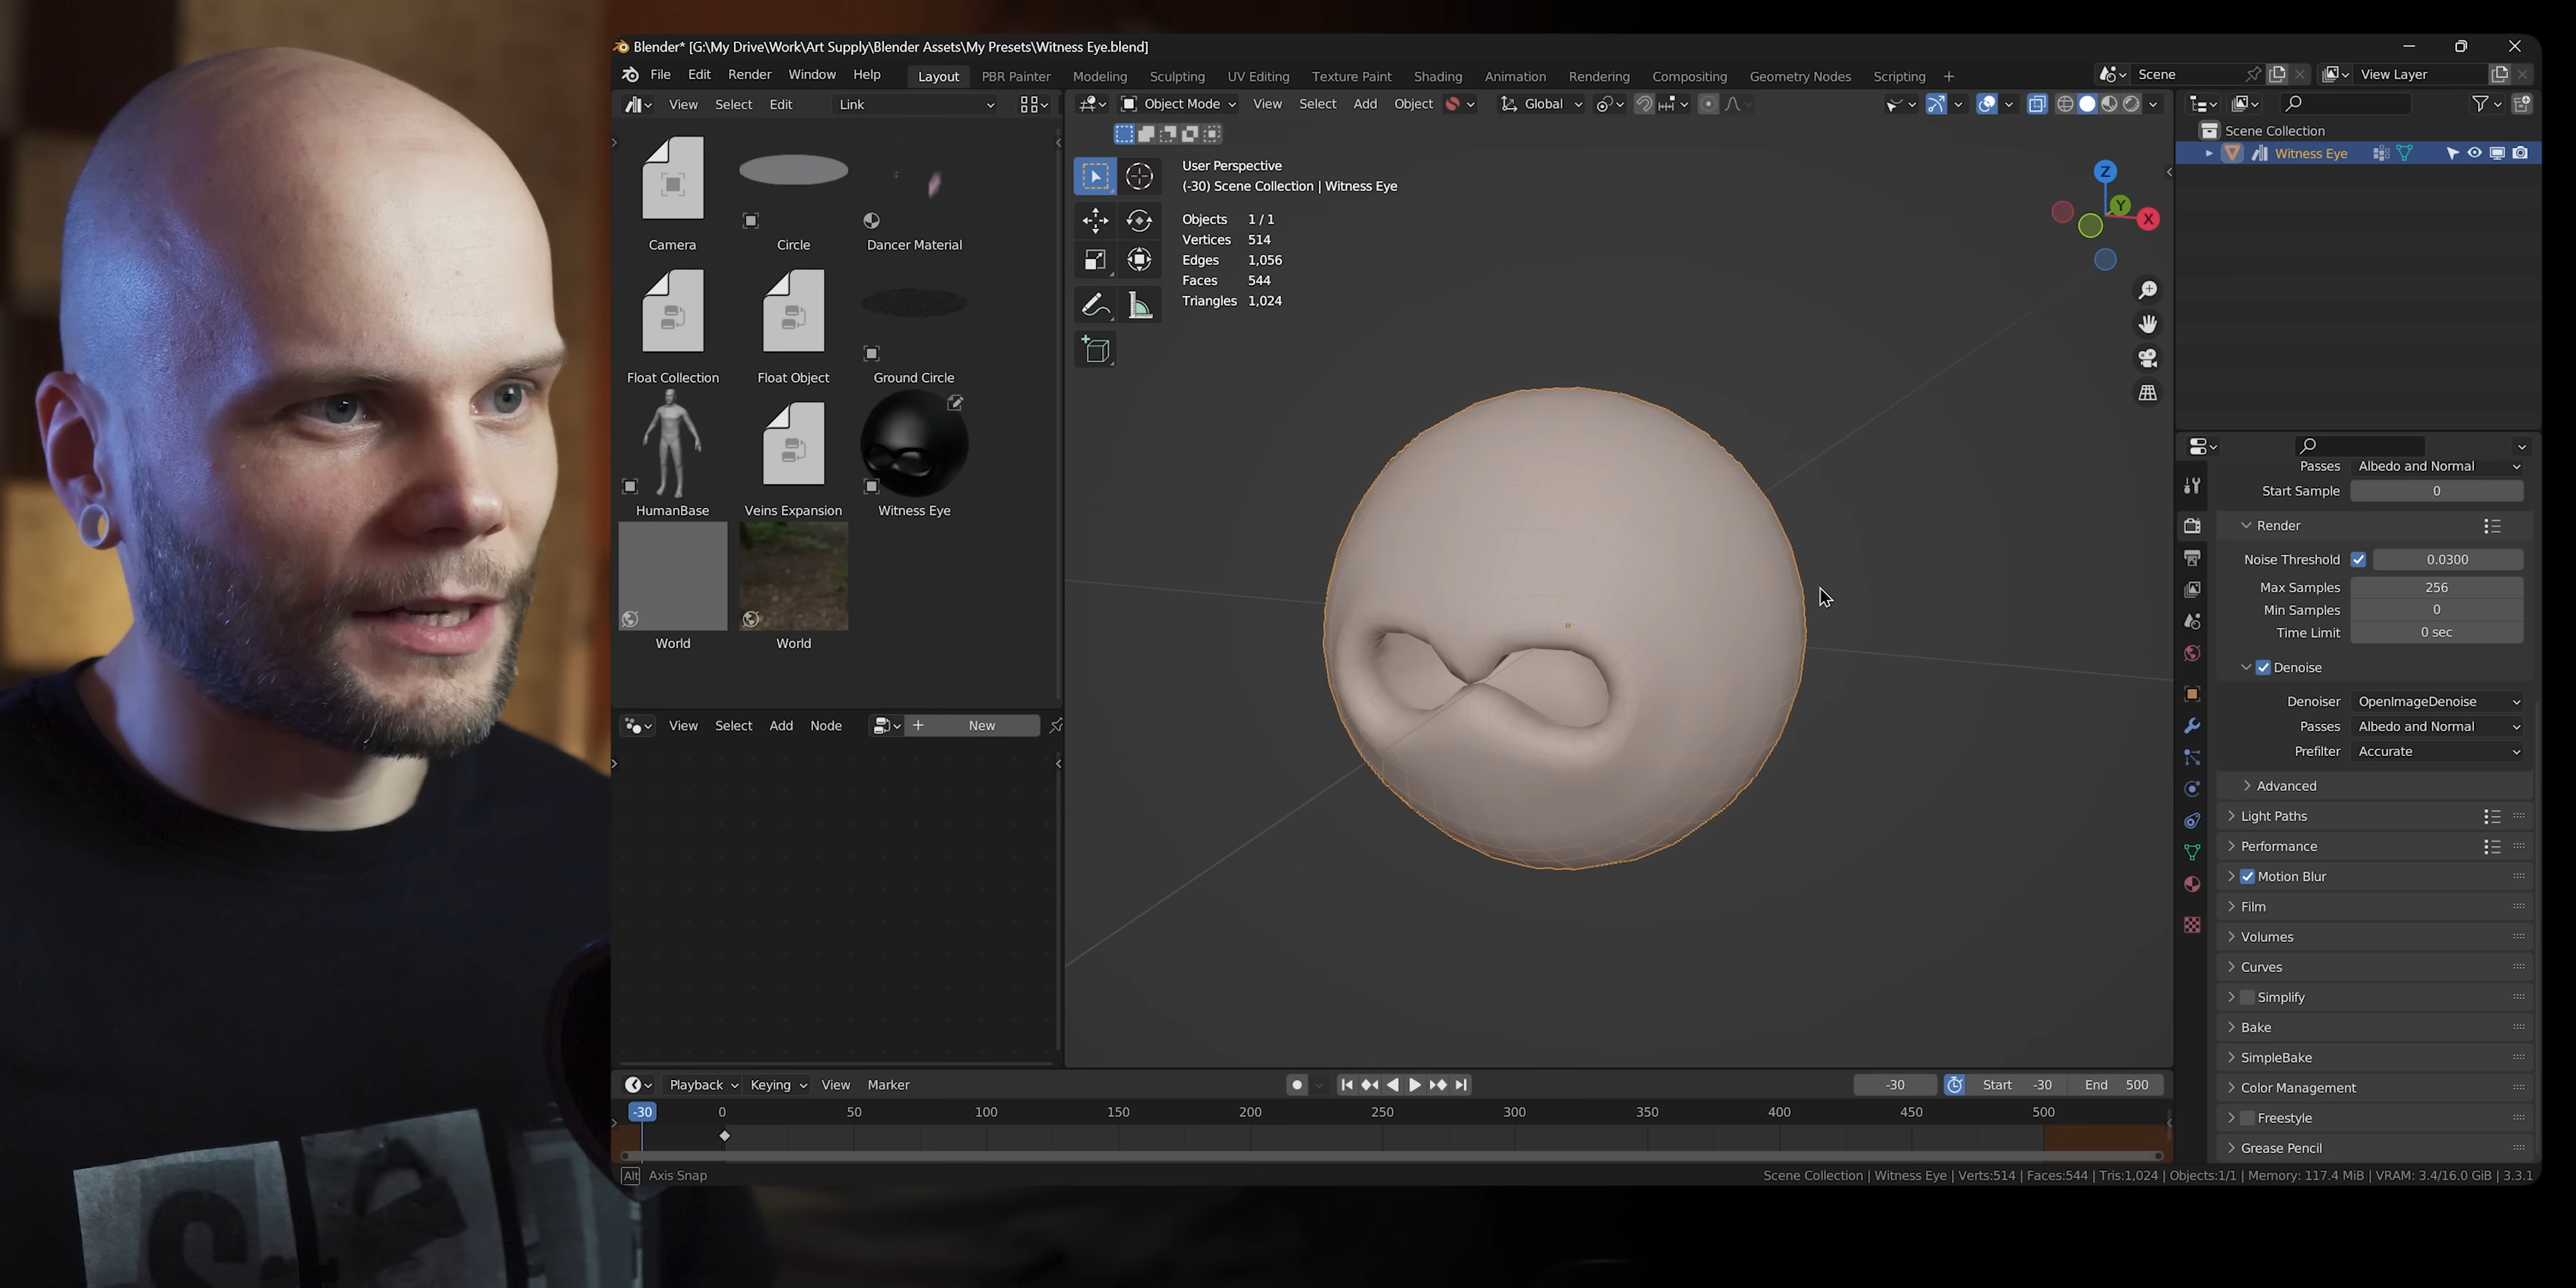 Blender* [G:\My Drive\Work\Art Supply\Blender Assets\My Presets\Witness Eye.blend]
File Edit Render Window Help Layout PBR Painter Modeling Sculpting UV Editing Texture Paint Shading Animation Rendering Compositing Geometry Nodes Scripting + Scene View Layer
View Select Edit Link
Object Mode View Select Add Object Global
Camera Circle Dancer Material
Float Collection Float Object Ground Circle
HumanBase Veins Expansion Witness Eye
World World
View Select Add Node + New
User Perspective
(-30) Scene Collection | Witness Eye
Objects 1 / 1
Vertices 514
Edges 1,056
Faces 544
Triangles 1,024
Z
Y
X
Scene Collection
Witness Eye
Passes Albedo and Normal
Start Sample 0
Render
Noise Threshold 0.0300
Max Samples 256
Min Samples 0
Time Limit 0 sec
Denoise
Denoiser OpenImageDenoise
Passes Albedo and Normal
Prefilter Accurate
Advanced
Light Paths
Performance
Motion Blur
Film
Volumes
Curves
Simplify
Bake
SimpleBake
Color Management
Freestyle
Grease Pencil
Playback Keying View Marker -30 Start -30 End 500
-30 0 50 100 150 200 250 300 350 400 450 500
Alt Axis Snap
Scene Collection | Witness Eye | Verts:514 | Faces:544 | Tris:1,024 | Objects:1/1 | Memory: 117.4 MiB | VRAM: 3.4/16.0 GiB | 3.3.1